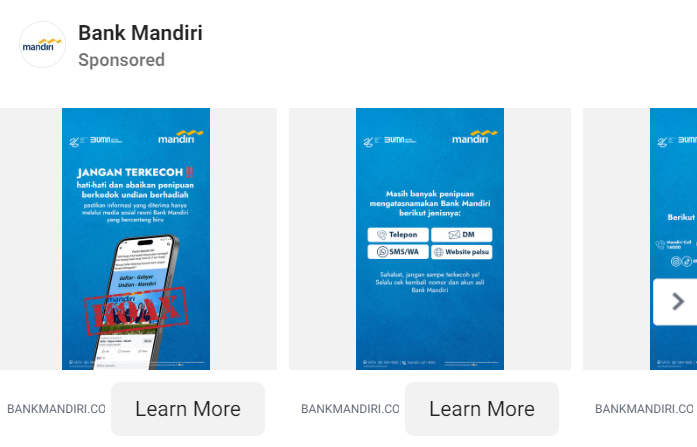 Bank Mandiri
Sponsored
mandiri
BUMN
mandiri
JANGAN TERKECOH‼
hati-hati dan abaikan penipuan
berkedok undian berhadiah
pastikan informasi yang diterima hanya
melalui media sosial resmi Bank Mandiri
yang bercentang biru
Daftar - Gebyar
Undian - Mandiri
mandiri
HOAX
BANKMANDIRI.CO
Learn More
BUMN
mandiri
Masih banyak penipuan
mengatasnamakan Bank Mandiri
berikut jenisnya:
Telepon
DM
SMS/WA
Website palsu
Sahabat, jangan sampe terkecoh ya!
Selalu cek kembali nomor dan akun asli
Bank Mandiri
BANKMANDIRI.CO
Learn More
BUMN
Berikut
Mandiri Call
14000
BANKMANDIRI.CO